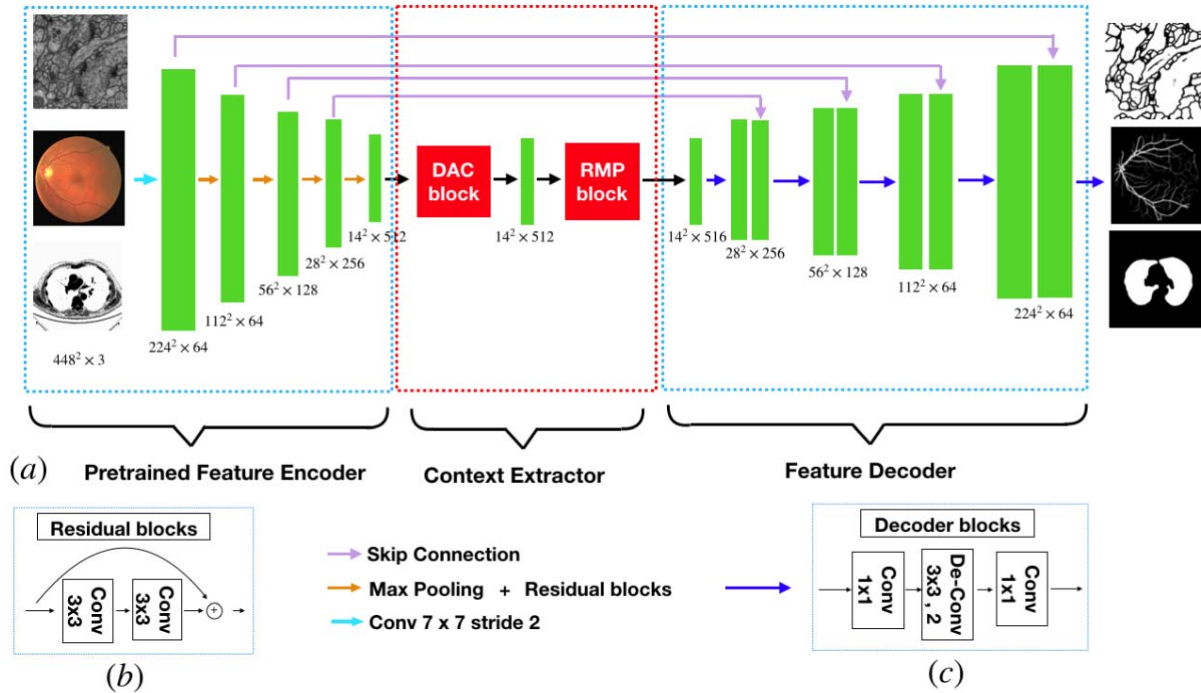 DAC
block
RMP
block
14² × 512
14² × 512
14² × 516
28² × 256
28² × 256
56² × 128
56² × 128
112² × 64
112² × 64
224² × 64
224² × 64
448² × 3
(a)
Pretrained Feature Encoder
Context Extractor
Feature Decoder
Residual blocks
Conv
3x3
Conv
3x3
+
(b)
Skip Connection
Max Pooling + Residual blocks
Conv 7 x 7 stride 2
Decoder blocks
Conv
1x1
De-Conv
3x3 , 2
Conv
1x1
(c)